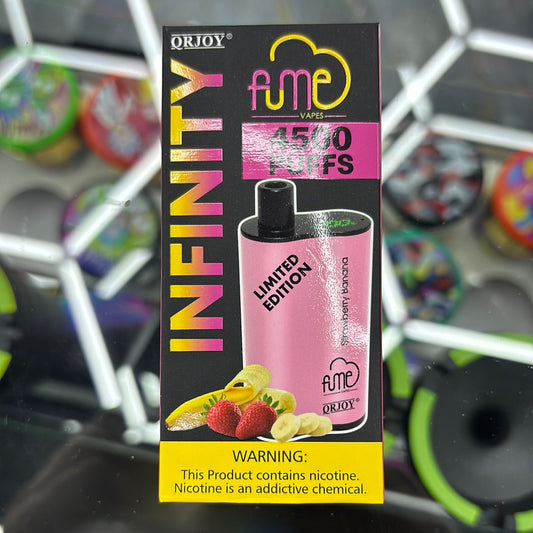 QRJOY®
INFINITY
fume
VAPES
4500
PUFFS
LIMITED
EDITION
Strawberry Banana
fume
QRJOY®
WARNING:
This Product contains nicotine.
Nicotine is an addictive chemical.